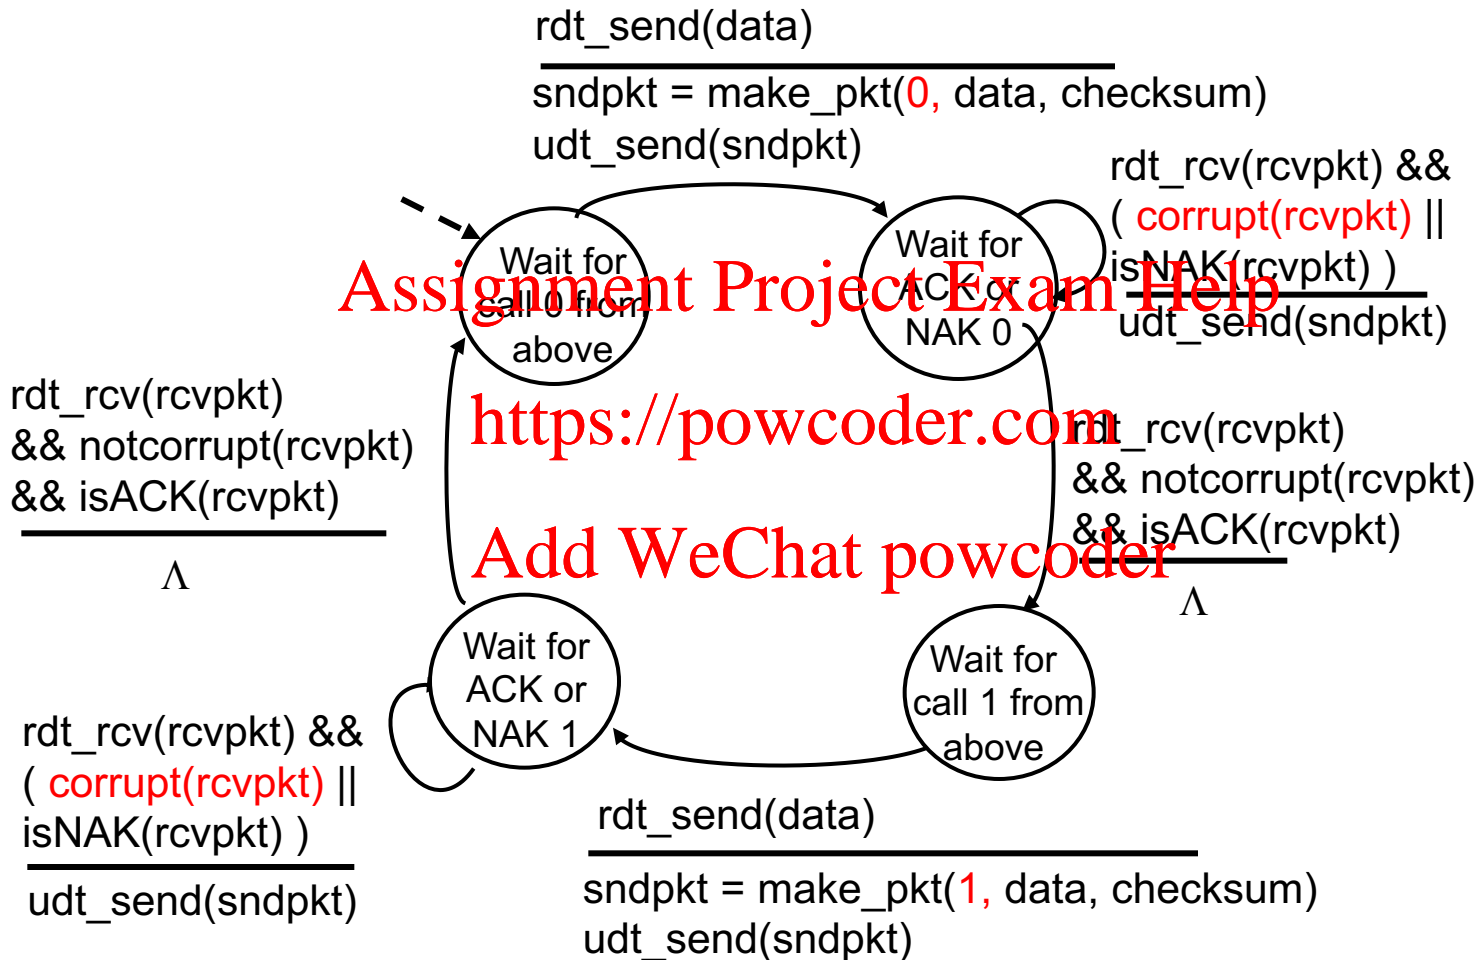 rdt_send(data)
sndpkt = make_pkt(0, data, checksum)
udt_send(sndpkt)
rdt_rcv(rcvpkt) &&
( corrupt(rcvpkt) ||
isNAK(rcvpkt) )
udt_send(sndpkt)
Wait for
call 0 from
above
Wait for
ACK or
NAK 0
Assignment Project Exam Help
rdt_rcv(rcvpkt)
&& notcorrupt(rcvpkt)
&& isACK(rcvpkt)
Λ
https://powcoder.com
rdt_rcv(rcvpkt)
&& notcorrupt(rcvpkt)
&& isACK(rcvpkt)
Λ
Add WeChat powcoder
Wait for
ACK or
NAK 1
Wait for
call 1 from
above
rdt_rcv(rcvpkt) &&
( corrupt(rcvpkt) ||
isNAK(rcvpkt) )
udt_send(sndpkt)
rdt_send(data)
sndpkt = make_pkt(1, data, checksum)
udt_send(sndpkt)